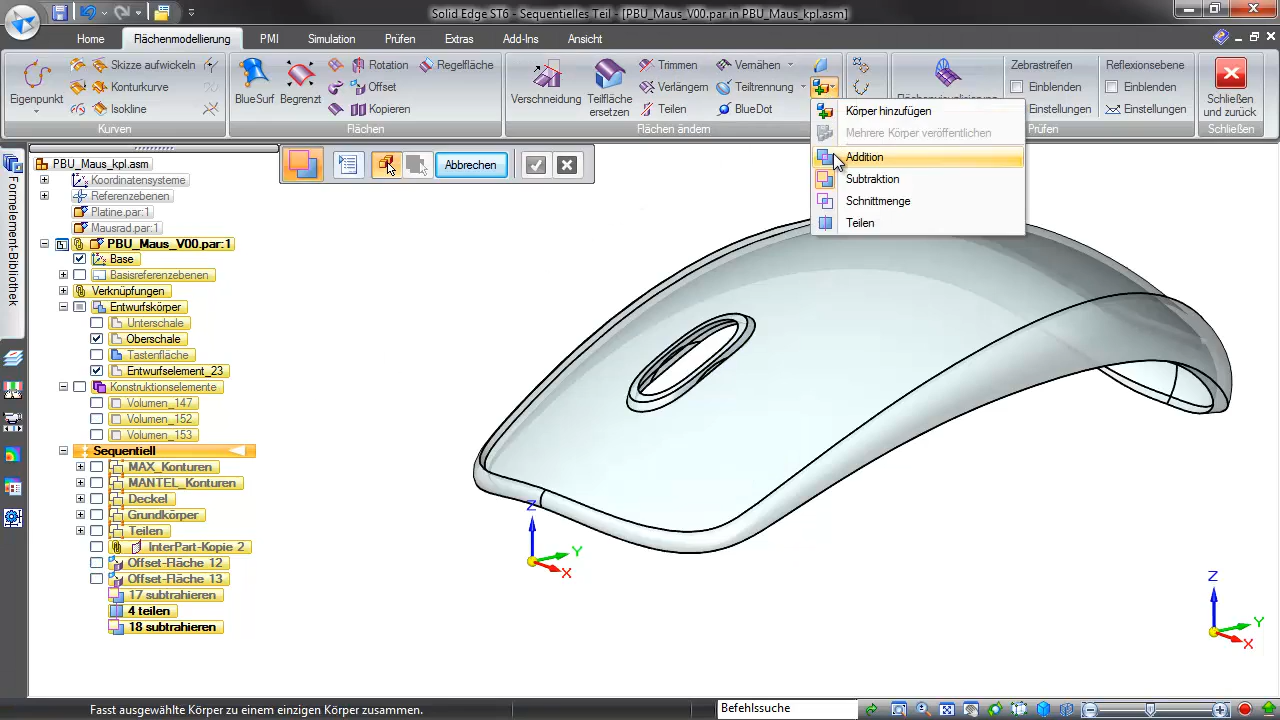 Solid Edge ST6 - Sequentielles Teil - [PBU_Maus_V00.par in PBU_Maus_kpl.asm]
Home Flächenmodellierung PMI Simulation Prüfen Extras Add-Ins Ansicht
Eigenpunkt
Skizze aufwickeln
Konturkurve
Isokline
Kurven
BlueSurf
Begrenzt
Rotation
Offset
Kopieren
Regelfläche
Flächen
Verschneidung
Teilfläche ersetzen
Trimmen
Verlängern
Teilen
Vernähen
Teiltrennung
BlueDot
Flächen ändern
Flächenvisualisierung
Zebrastreifen
Einblenden
Einstellungen
Reflexionsebene
Einblenden
Einstellungen
Prüfen
Schließen und zurück
Schließen
Körper hinzufügen
Mehrere Körper veröffentlichen
Addition
Subtraktion
Schnittmenge
Teilen
Abbrechen
Formelement-Bibliothek
PBU_Maus_kpl.asm
Koordinatensysteme
Referenzebenen
Platine.par:1
Mausrad.par:1
PBU_Maus_V00.par:1
Base
Basisreferenzebenen
Verknüpfungen
Entwurfskörper
Unterschale
Oberschale
Tastenfläche
Entwurfselement_23
Konstruktionselemente
Volumen_147
Volumen_152
Volumen_153
Sequentiell
MAX_Konturen
MANTEL_Konturen
Deckel
Grundkörper
Teilen
InterPart-Kopie 2
Offset-Fläche 12
Offset-Fläche 13
17 subtrahieren
4 teilen
18 subtrahieren
Z
Y
X
Z
Y
X
Fasst ausgewählte Körper zu einem einzigen Körper zusammen.
Befehlssuche